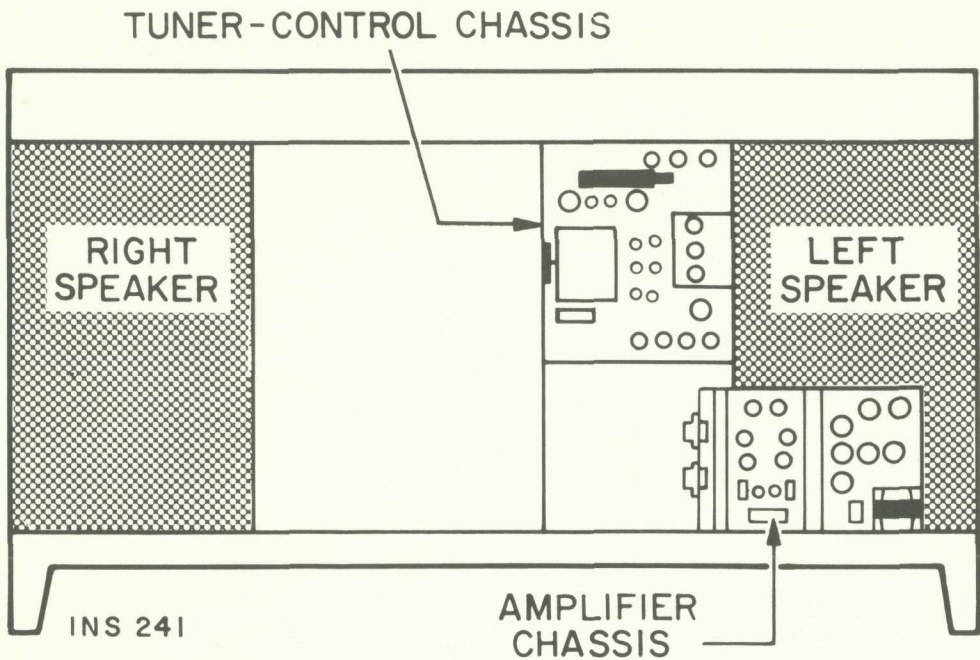 TUNER-CONTROL CHASSIS
RIGHT
SPEAKER
LEFT
SPEAKER
INS 241
AMPLIFIER
CHASSIS